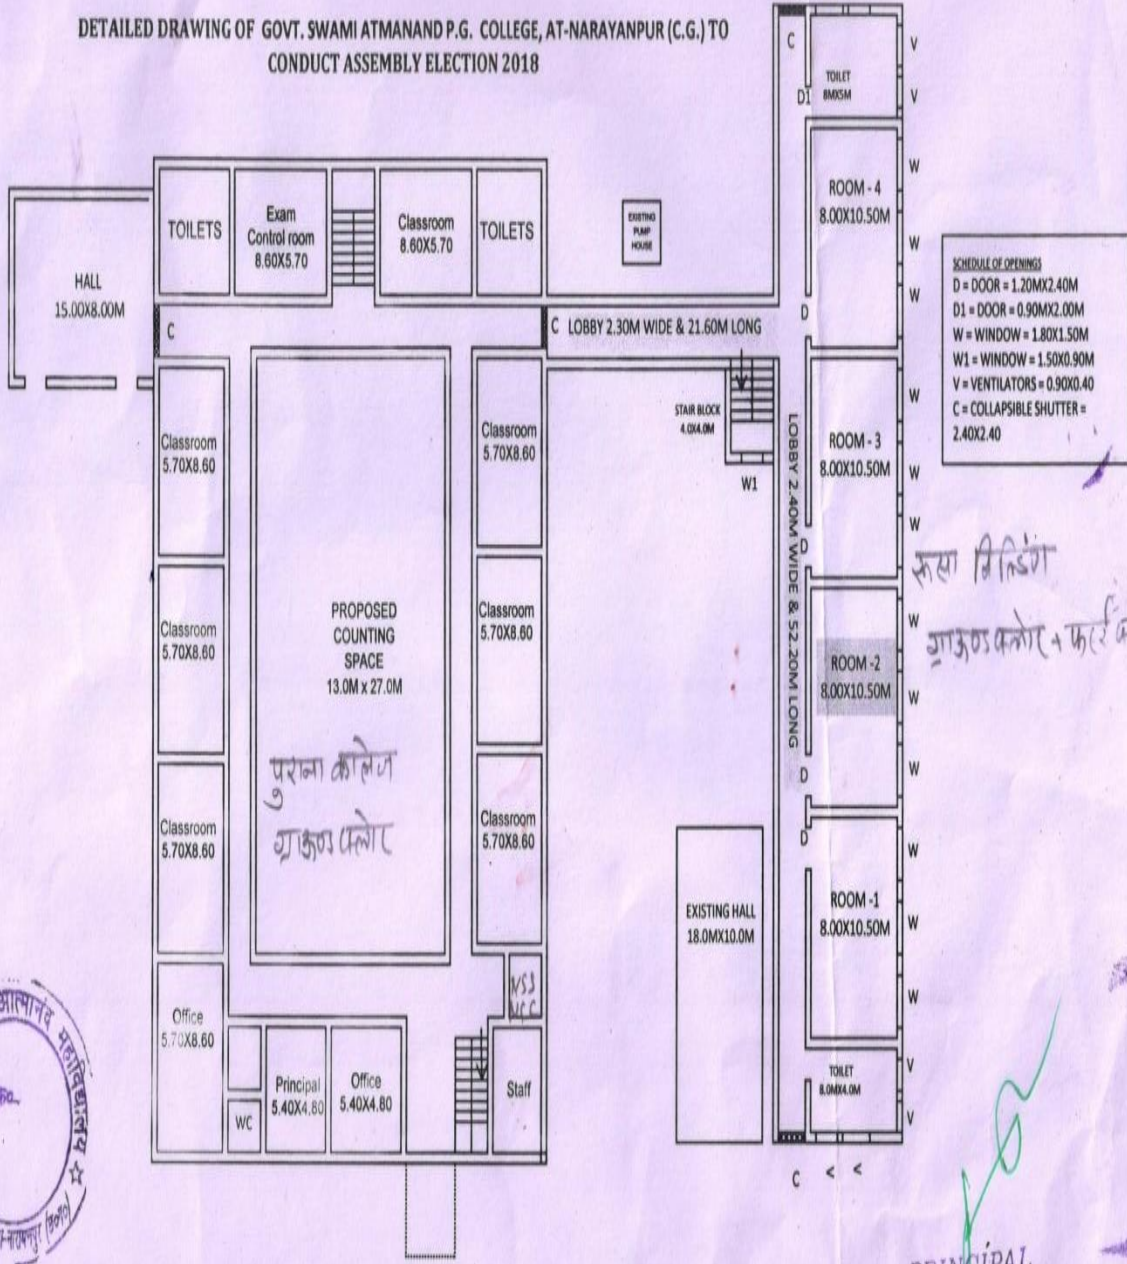 DETAILED DRAWING OF GOVT. SWAMI ATMANAND P.G. COLLEGE, AT-NARAYANPUR (C.G.) TO
CONDUCT ASSEMBLY ELECTION 2018
HALL
15.00X8.00M
TOILETS
Exam
Control room
8.60X5.70
Classroom
8.60X5.70
TOILETS
EXISTING
PUMP
HOUSE
C
TOILET
8MX5M
D1
V
V
ROOM - 4
8.00X10.50M
W
W
W
D
SCHEDULE OF OPENINGS
D = DOOR = 1.20MX2.40M
D1 = DOOR = 0.90MX2.00M
W = WINDOW = 1.80X1.50M
W1 = WINDOW = 1.50X0.90M
V = VENTILATORS = 0.90X0.40
C = COLLAPSIBLE SHUTTER =
2.40X2.40
C
C LOBBY 2.30M WIDE & 21.60M LONG
STAIR BLOCK
4.0X4.0M
W1
LOBBY 2.40M WIDE & 52.20M LONG
ROOM - 3
8.00X10.50M
W
W
W
D
Classroom
5.70X8.60
Classroom
5.70X8.60
Classroom
5.70X8.60
Classroom
5.70X8.60
PROPOSED
COUNTING
SPACE
13.0M x 27.0M
पुराना कालेज
ग्राऊण्ड फ्लोर
ROOM -2
8.00X10.50M
W
W
W
D
रूसा बिल्डिंग
ग्राऊण्ड फ्लोर +
Classroom
5.70X8.60
Classroom
5.70X8.60
EXISTING HALL
18.0MX10.0M
D
ROOM -1
8.00X10.50M
W
W
W
Office
5.70X8.60
WC
Principal
5.40X4.80
Office
5.40X4.80
NSS
NCC
Staff
TOILET
8.0MX4.0M
V
V
C
< <
महाविद्यालय
PRINCIPAL